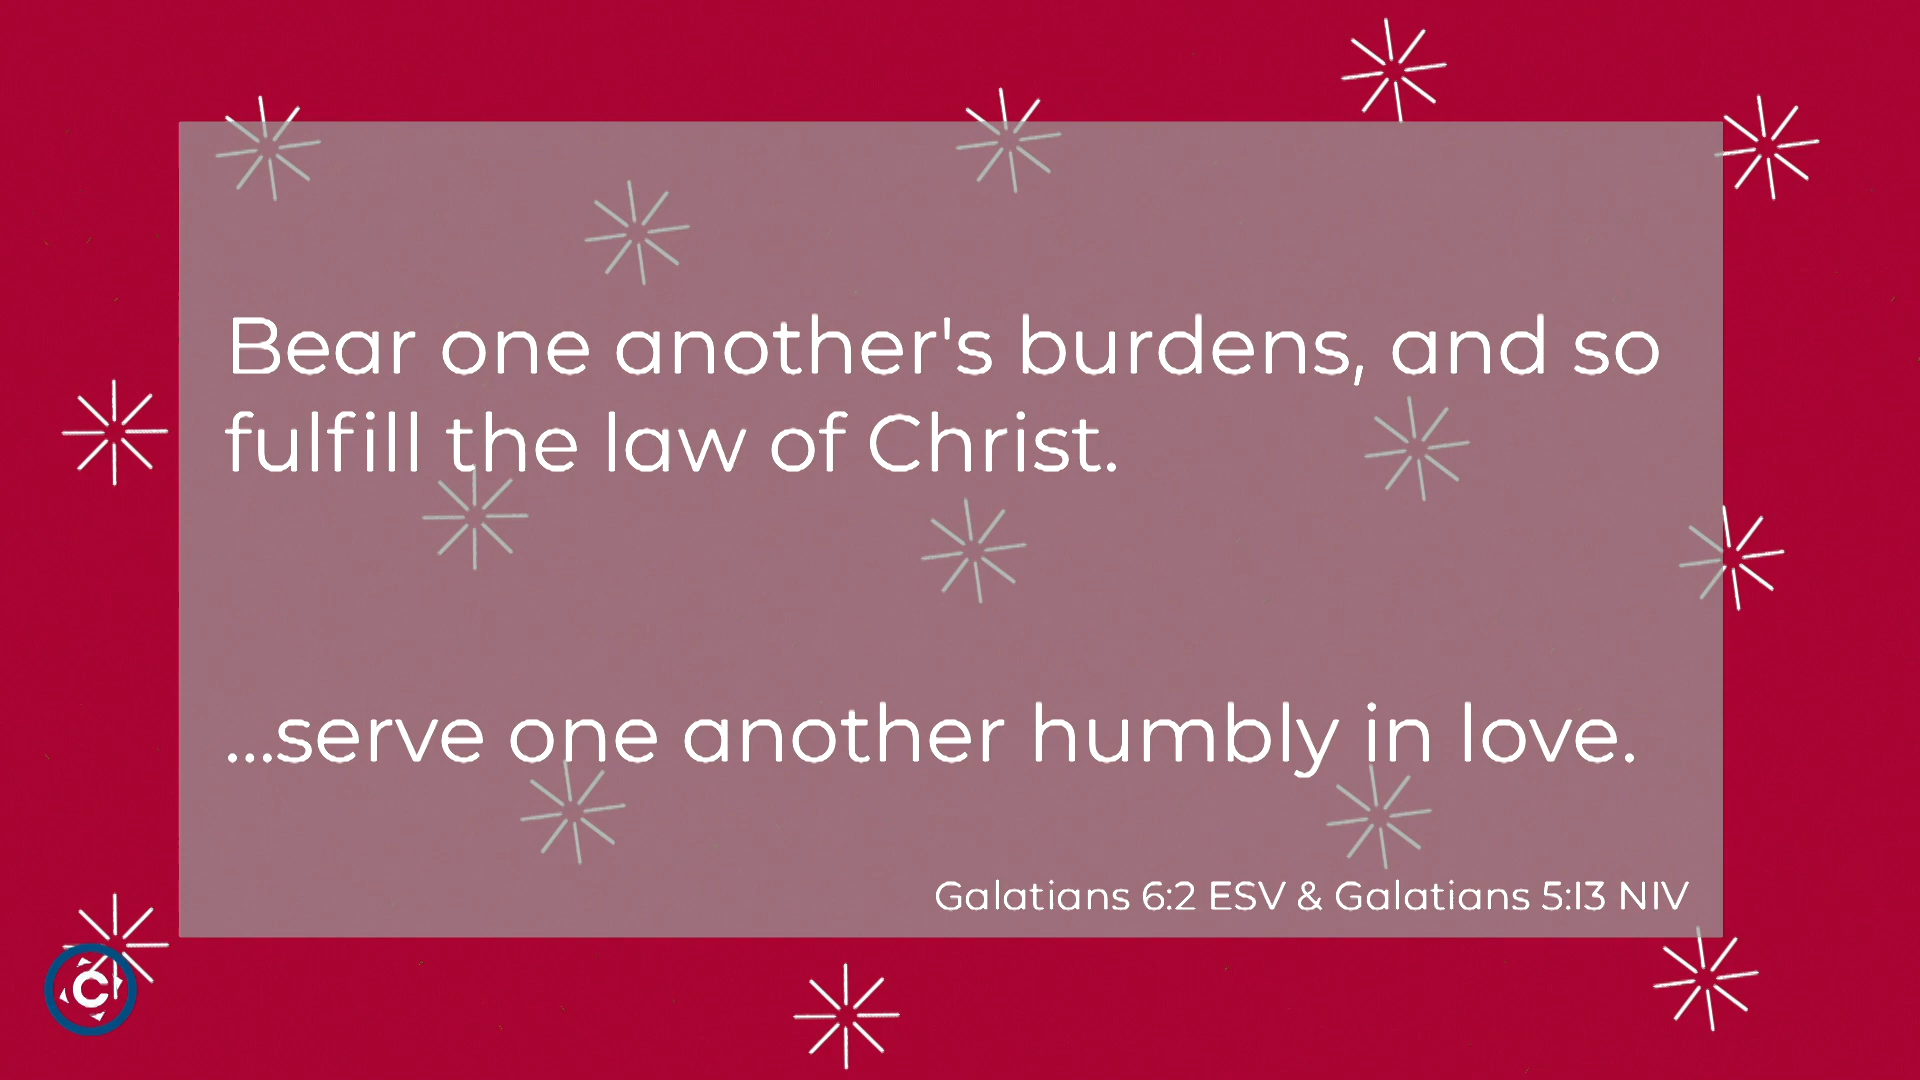 Bear one another's burdens, and so
fulfill the law of Christ.
...serve one another humbly in love.
Galatians 6:2 ESV & Galatians 5:13 NIV
C